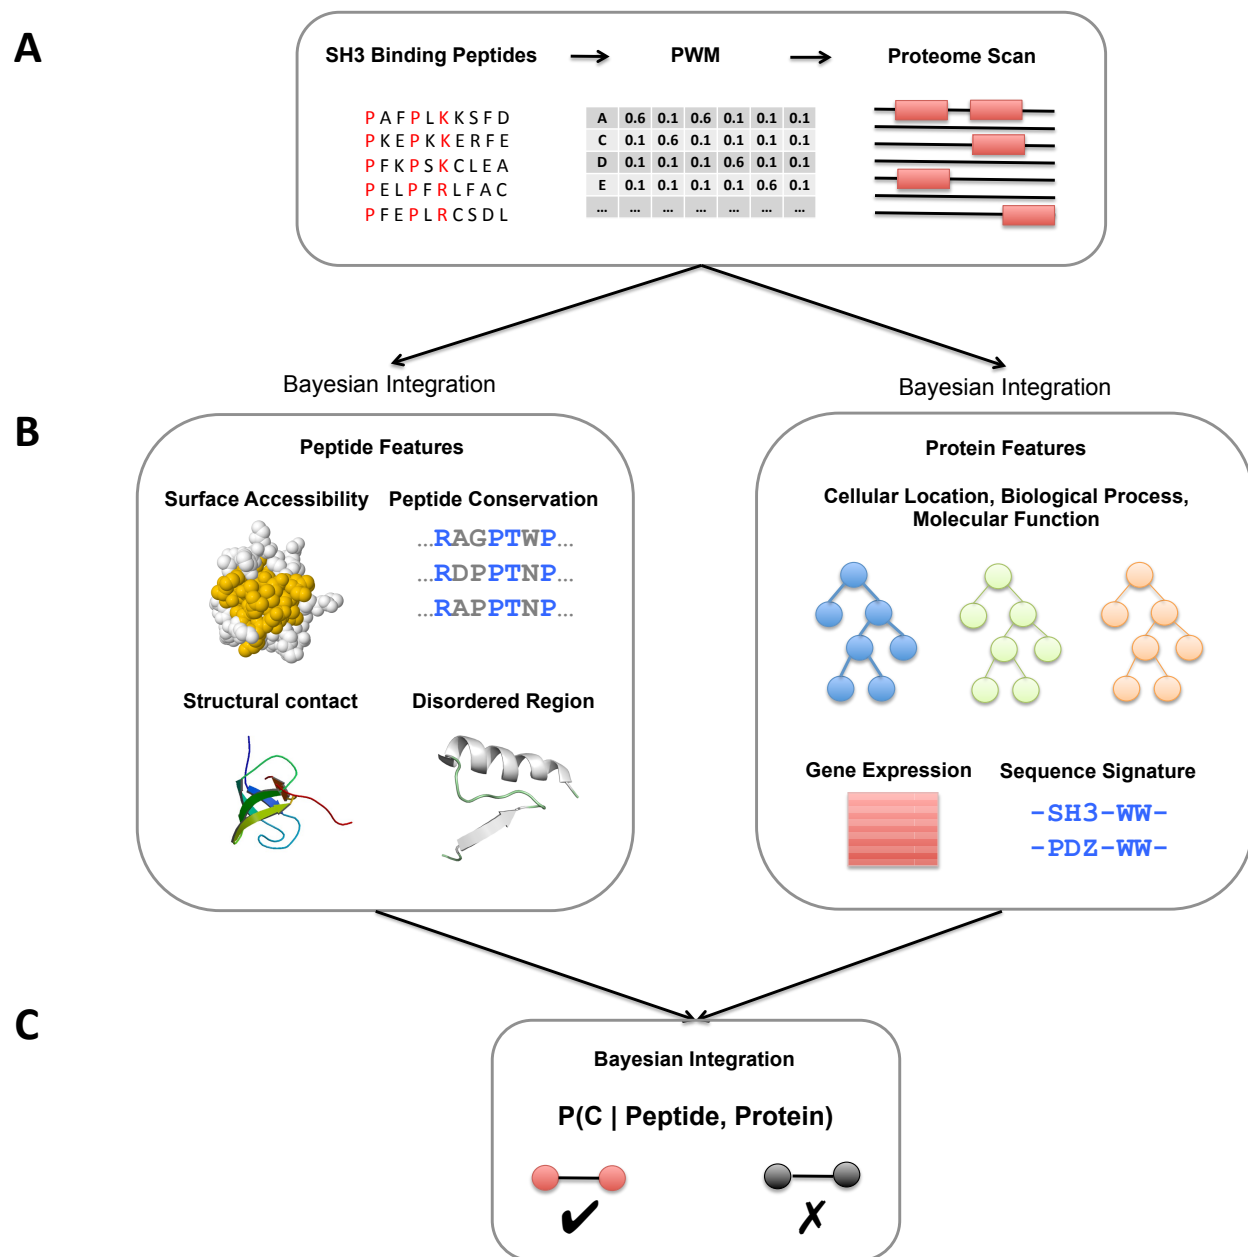 A
SH3 Binding Peptides
PWM
Proteome Scan
PAFPLKKSFD
PKEPKKERFE
PFKPSKCLEA
PELPFRLFAC
PFEPLRCSDL
A 0.6 0.1 0.6 0.1 0.1 0.1
C 0.1 0.6 0.1 0.1 0.1 0.1
D 0.1 0.1 0.1 0.6 0.1 0.1
E 0.1 0.1 0.1 0.1 0.6 0.1
... ... ... ... ... ... ...
Bayesian Integration
Bayesian Integration
B
Peptide Features
Surface Accessibility
Peptide Conservation
...RAGPTWP...
...RDPPTNP...
...RAPPTNP...
Structural contact
Disordered Region
Protein Features
Cellular Location, Biological Process,
Molecular Function
Gene Expression
Sequence Signature
-SH3-WW-
-PDZ-WW-
C
Bayesian Integration
P(C | Peptide, Protein)
✔ ✗